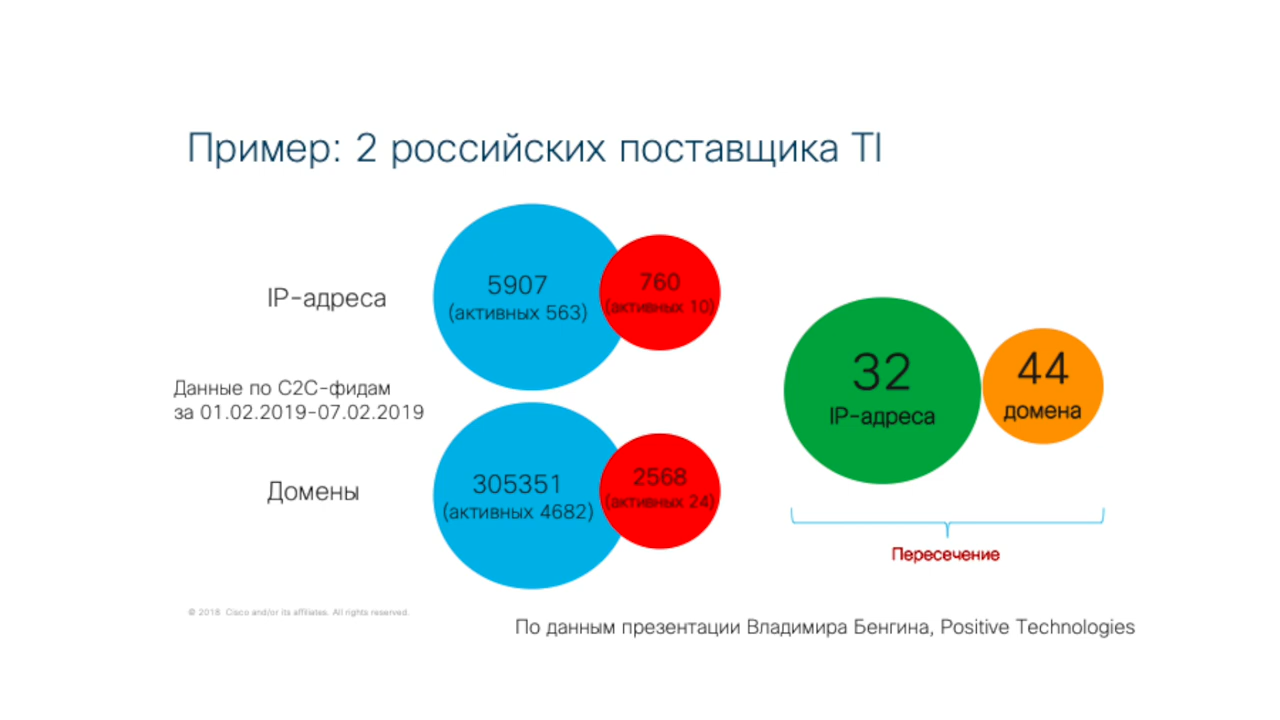 Пример: 2 российских поставщика TI
IP-адреса
5907
(активных 563)
760
(активных 10)
Данные по C2C-фидам
за 01.02.2019-07.02.2019
Домены
305351
(активных 4682)
2568
(активных 24)
32
IP-адреса
44
домена
Пересечение
© 2018 Cisco and/or its affiliates. All rights reserved.
По данным презентации Владимира Бенгина, Positive Technologies